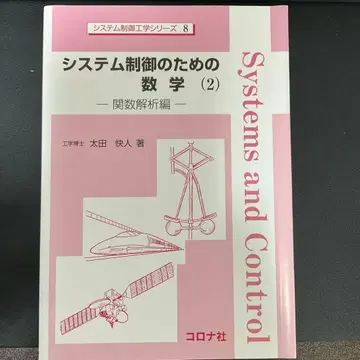 システム制御工学シリーズ 8
システム制御のための
数学 (2)
― 関数解析編 ―
工学博士 太田 快人 著
Systems and Control
コロナ社